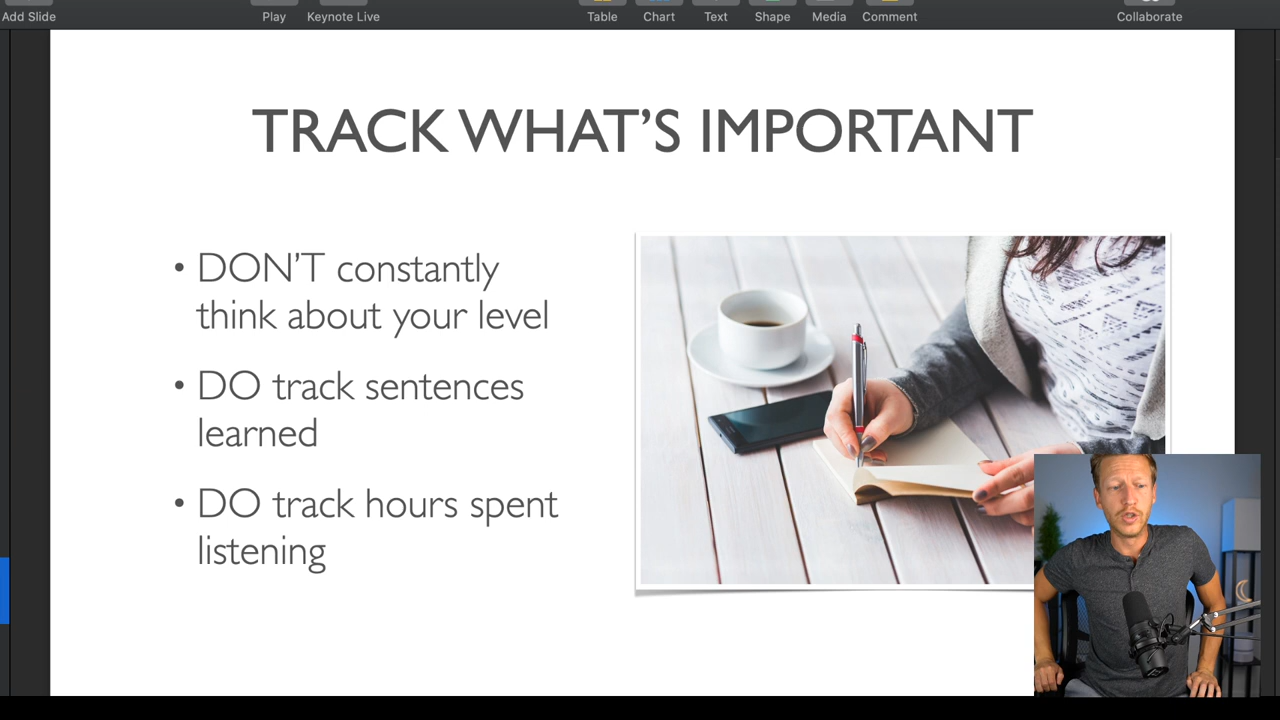 Add Slide
Play
Keynote Live
Table
Chart
Text
Shape
Media
Comment
Collaborate
TRACK WHAT’S IMPORTANT
• DON’T constantly
think about your level
• DO track sentences
learned
• DO track hours spent
listening